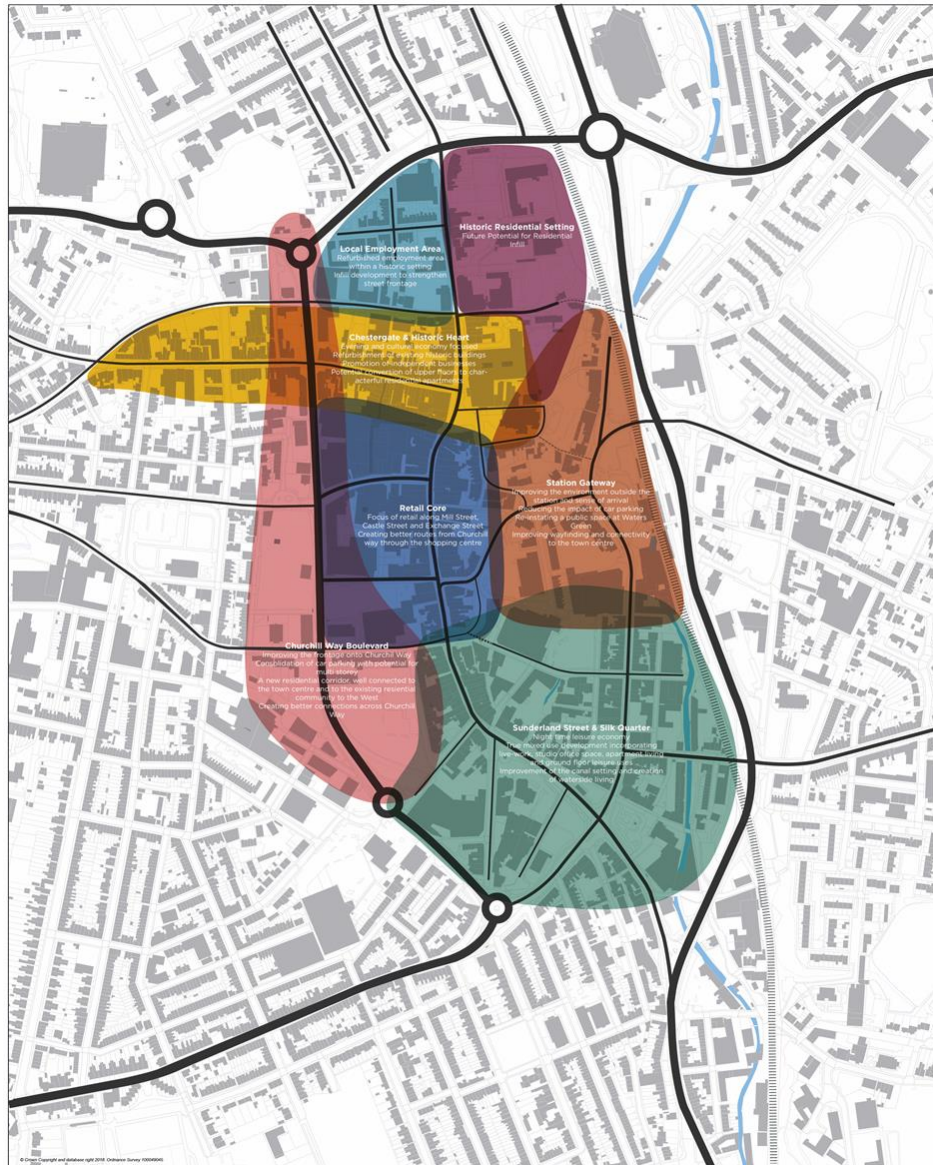 Historic Residential Setting
Future Potential for Residential
Infill
Local Employment Area
Refurbished employment area
within a historic setting
Infill development to strengthen
street frontage
Chestergate & Historic Heart
Evening and cultural economy focused
Refurbishment of existing historic buildings
Promotion of independent businesses
Potential conversion of upper floors to char-
acterful residential apartments
Station Gateway
Improving the environment outside the
station and sense of arrival
Reducing the impact of car parking
Re-instating a public space at Waters
Green
Improving wayfinding and connectivity
to the town centre
Retail Core
Focus of retail along Mill Street,
Castle Street and Exchange Street
Creating better routes from Churchill
way through the shopping centre
Churchill Way Boulevard
Improving the frontage onto Churchill Way
Consolidation of car parking with potential for
multi storey
A new residential corridor, well connected to
the town centre and to the existing resiential
community to the West
Creating better connections across Churchill
Way
Sunderland Street & Silk Quarter
Night time leisure economy
True mixed use development incorporating
live-work, studio office space, apartment living
and ground floor leisure uses
Improvement of the canal setting and creation
of waterside living
© Crown Copyright and database right 2018. Ordnance Survey 100049045.